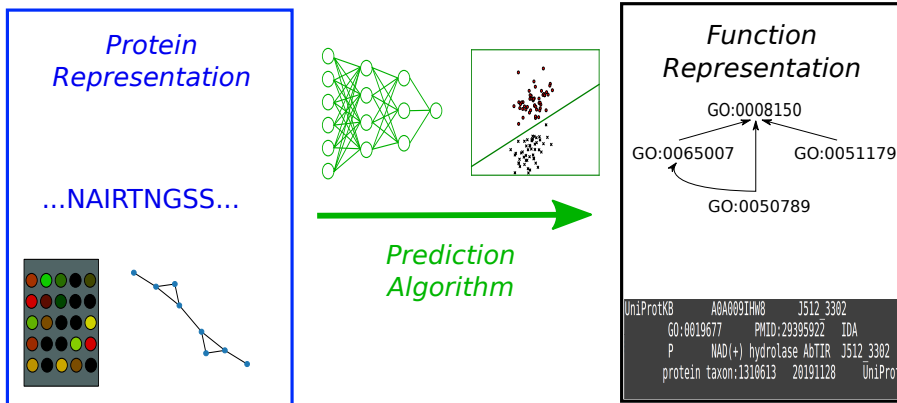 Protein
Representation
...NAIRTNGSS...
Prediction
Algorithm
Function
Representation
GO:0008150
GO:0065007
GO:0051179
GO:0050789
UniProtKB A0A009IHW8 J512_3302
GO:0019677 PMID:29395922 IDA
P NAD(+) hydrolase AbTIR J512_3302
protein taxon:1310613 20191128 UniProt